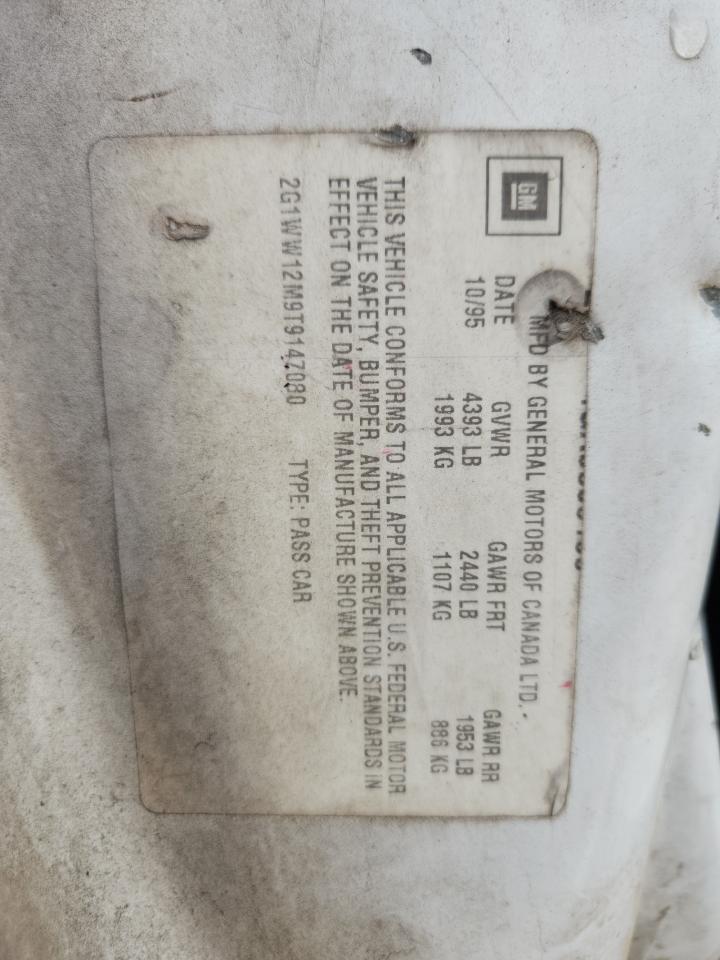 GM
MFD BY GENERAL MOTORS OF CANADA LTD.
DATE GVWR GAWR FRT GAWR RR
10/95 4393 LB 2440 LB 1953 LB
1993 KG 1107 KG 886 KG
THIS VEHICLE CONFORMS TO ALL APPLICABLE U.S. FEDERAL MOTOR
VEHICLE SAFETY, BUMPER, AND THEFT PREVENTION STANDARDS IN
EFFECT ON THE DATE OF MANUFACTURE SHOWN ABOVE.
2G1WW12M9T9147080 TYPE: PASS CAR